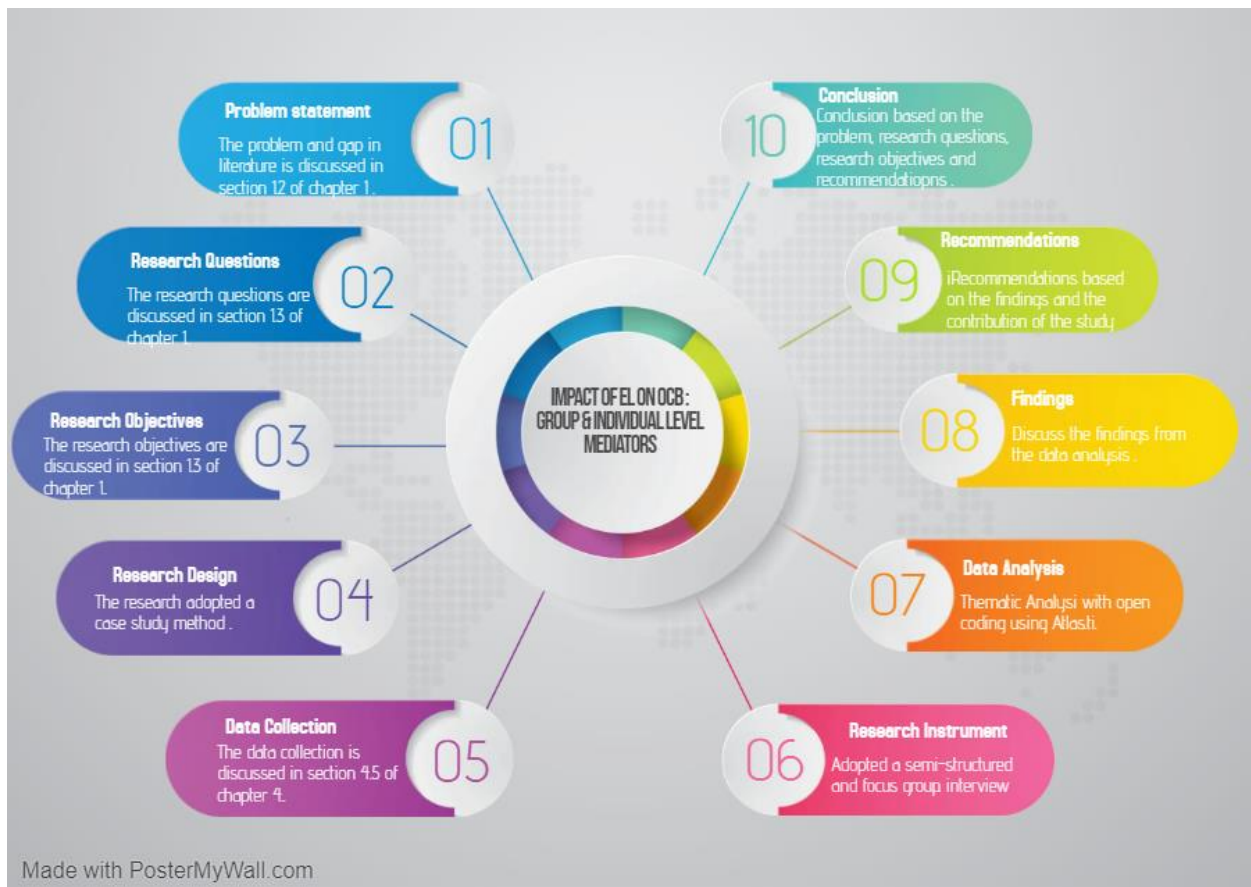 Problem statement
The problem and gap in
literature is discussed in
section 1.2 of chapter 1 .
01
Research Questions
The research questions are
discussed in section 1.3 of
chapter 1.
02
Research Objectives
The research objectives are
discussed in section 1.3 of
chapter 1.
03
Research Design
The research adopted a
case study method .
04
Data Collection
The data collection is
discussed in section 4.5 of
chapter 4.
05
IMPACT OF EL ON OCB :
GROUP & INDIVIDUAL LEVEL
MEDIATORS
06
Research Instrument
Adopted a semi-structured
and focus group interview
07
Data Analysis
Thematic Analysi with open
coding using Atlas.ti.
08
Findings
Discuss the findings from
the data analysis .
09
Recommendations
iRecommendations based
on the findings and the
contribution of the study
10
Conclusion
Conclusion based on the
problem, research questions,
research objectives and
recommendatiopns .
Made with PosterMyWall.com